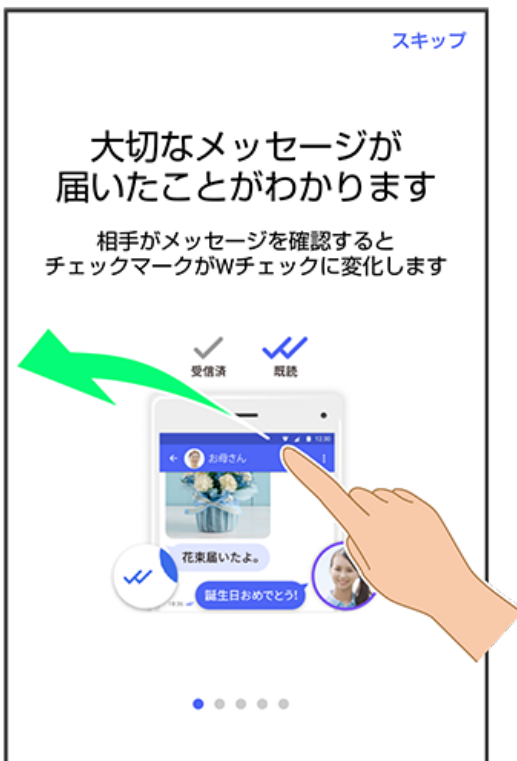 スキップ
大切なメッセージが
届いたことがわかります
相手がメッセージを確認すると
チェックマークがWチェックに変化します
受信済
既読
12:30
お母さん
花束届いたよ。
誕生日おめでとう!